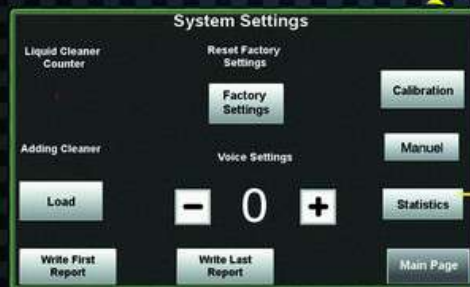 System Settings
Liquid Cleaner
Counter
Reset Factory
Settings
Factory
Settings
Calibration
Adding Cleaner
Voice Settings
Manuel
Load
- 0 +
Statistics
Write First
Report
Write Last
Report
Main Page